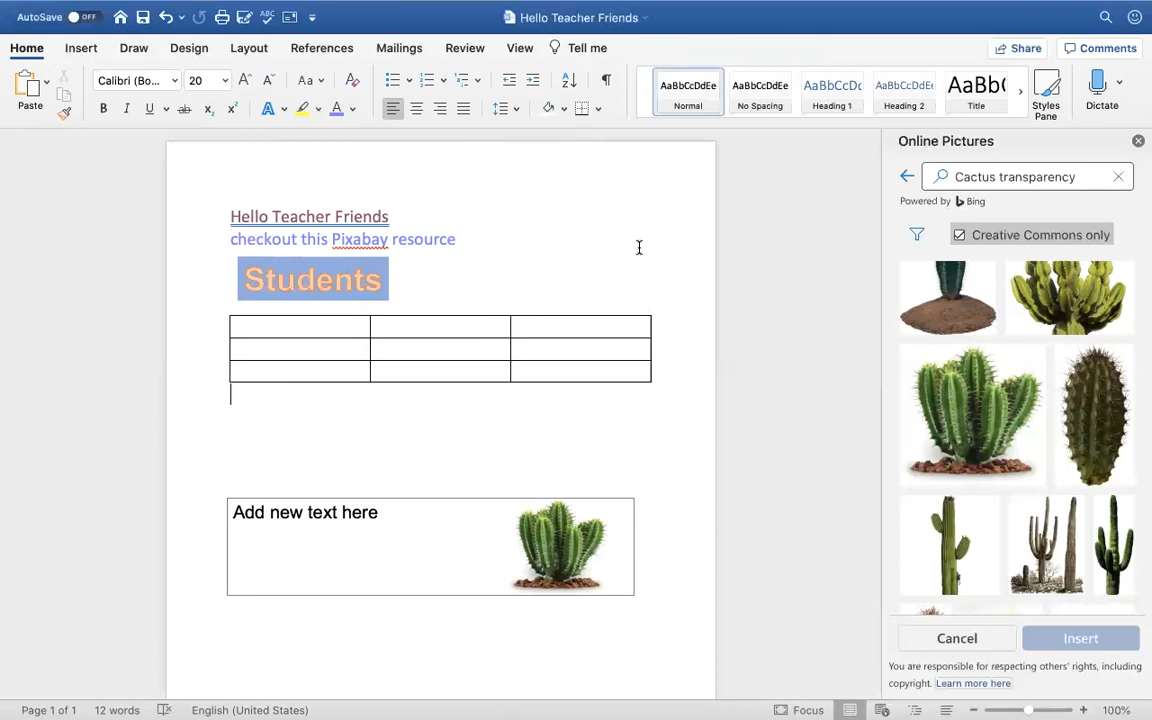 AutoSave OFF
Hello Teacher Friends
Home Insert Draw Design Layout References Mailings Review View Tell me
Share Comments
Paste
Calibri (Bo... 20
AaBbCcDdEe Normal
AaBbCcDdEe No Spacing
AaBbCcDc Heading 1
AaBbCcDdEe Heading 2
AaBbC Title
Styles Pane
Dictate
Hello Teacher Friends
checkout this Pixabay resource
Students
Add new text here
Online Pictures
Cactus transparency
Powered by Bing
Creative Commons only
Cancel Insert
You are responsible for respecting others' rights, including
copyright. Learn more here
Page 1 of 1 12 words English (United States) Focus 100%